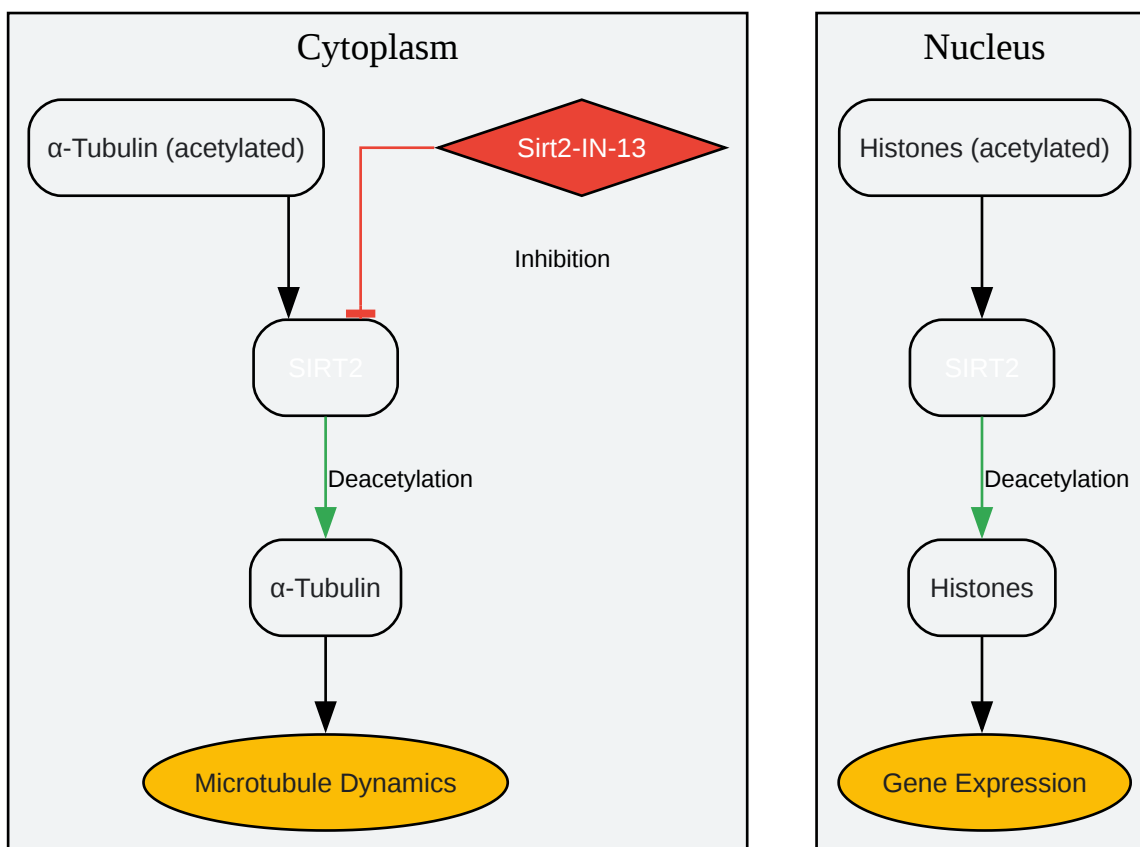 Cytoplasm
α-Tubulin (acetylated)
Sirt2-IN-13
Inhibition
SIRT2
Deacetylation
α-Tubulin
Microtubule Dynamics
Nucleus
Histones (acetylated)
SIRT2
Deacetylation
Histones
Gene Expression